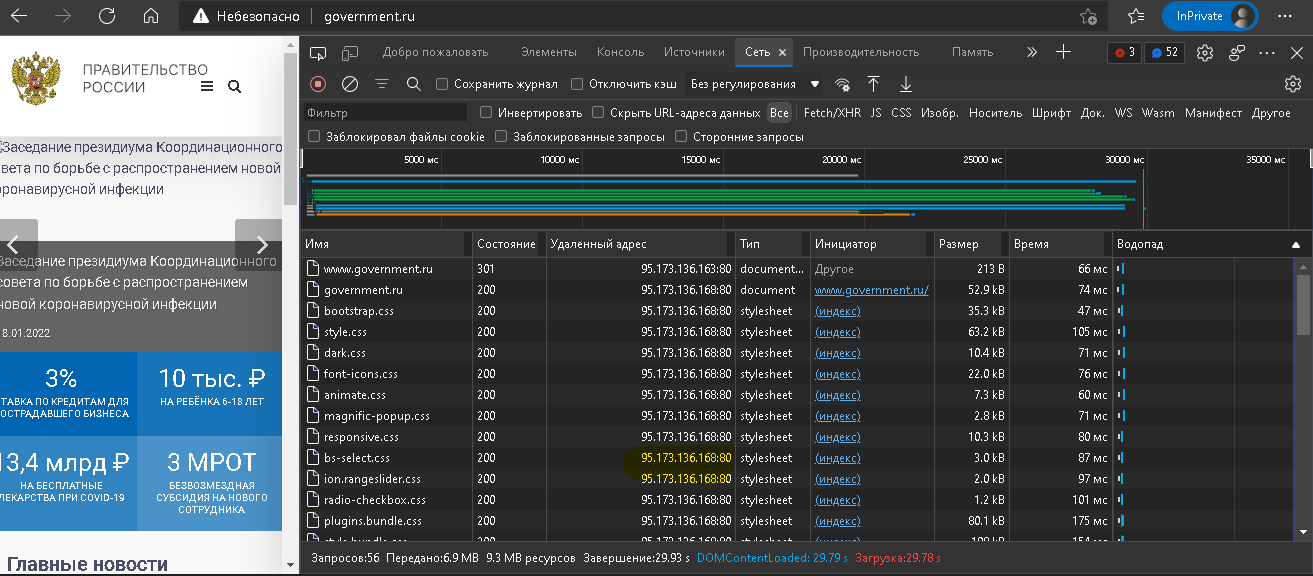 Небезопасно government.ru InPrivate
ПРАВИТЕЛЬСТВО
РОССИИ
Заседание президиума Координационного
совета по борьбе с распространением новой
оронавирусной инфекции
Заседание президиума Координационного
совета по борьбе с распространением
новой коронавирусной инфекции
8.01.2022
3%
ТАВКА ПО КРЕДИТАМ ДЛЯ
ОСТРАДАВШЕГО БИЗНЕСА
10 тыс. ₽
НА РЕБЁНКА 6-18 ЛЕТ
13,4 млрд ₽
НА БЕСПЛАТНЫЕ
ЛЕКАРСТВА ПРИ COVID-19
3 МРОТ
БЕЗВОЗМЕЗДНАЯ
СУБСИДИЯ НА НОВОГО
СОТРУДНИКА
Главные новости
Добро пожаловать Элементы Консоль Источники Сеть Производительность Память 3 52
Сохранить журнал Отключить кэш Без регулирования
Фильтр Инвертировать Скрыть URL-адреса данных Все Fetch/XHR JS CSS Изобр. Носитель Шрифт Док. WS Wasm Манифест Другое
Заблокировал файлы cookie Заблокированные запросы Сторонние запросы
5000 мс 10000 мс 15000 мс 20000 мс 25000 мс 30000 мс 35000 мс
Имя Состояние Удаленный адрес Тип Инициатор Размер Время Водопад
www.government.ru 301 95.173.136.163:80 document... Другое 213 B 66 мс
government.ru 200 95.173.136.168:80 document www.government.ru/ 52.9 kB 74 мс
bootstrap.css 200 95.173.136.168:80 stylesheet (индекс) 35.3 kB 47 мс
style.css 200 95.173.136.168:80 stylesheet (индекс) 63.2 kB 105 мс
dark.css 200 95.173.136.168:80 stylesheet (индекс) 10.4 kB 71 мс
font-icons.css 200 95.173.136.168:80 stylesheet (индекс) 22.0 kB 76 мс
animate.css 200 95.173.136.168:80 stylesheet (индекс) 7.3 kB 60 мс
magnific-popup.css 200 95.173.136.168:80 stylesheet (индекс) 2.8 kB 71 мс
responsive.css 200 95.173.136.168:80 stylesheet (индекс) 10.3 kB 80 мс
bs-select.css 200 95.173.136.168:80 stylesheet (индекс) 3.0 kB 87 мс
ion.rangeslider.css 200 95.173.136.168:80 stylesheet (индекс) 2.0 kB 97 мс
radio-checkbox.css 200 95.173.136.168:80 stylesheet (индекс) 1.2 kB 101 мс
plugins.bundle.css 200 95.173.136.168:80 stylesheet (индекс) 80.1 kB 175 мс
Запросов:56 Передано:6.9 MB 9.3 MB ресурсов Завершение:29.93 s DOMContentLoaded: 29.79 s Загрузка:29.78 s